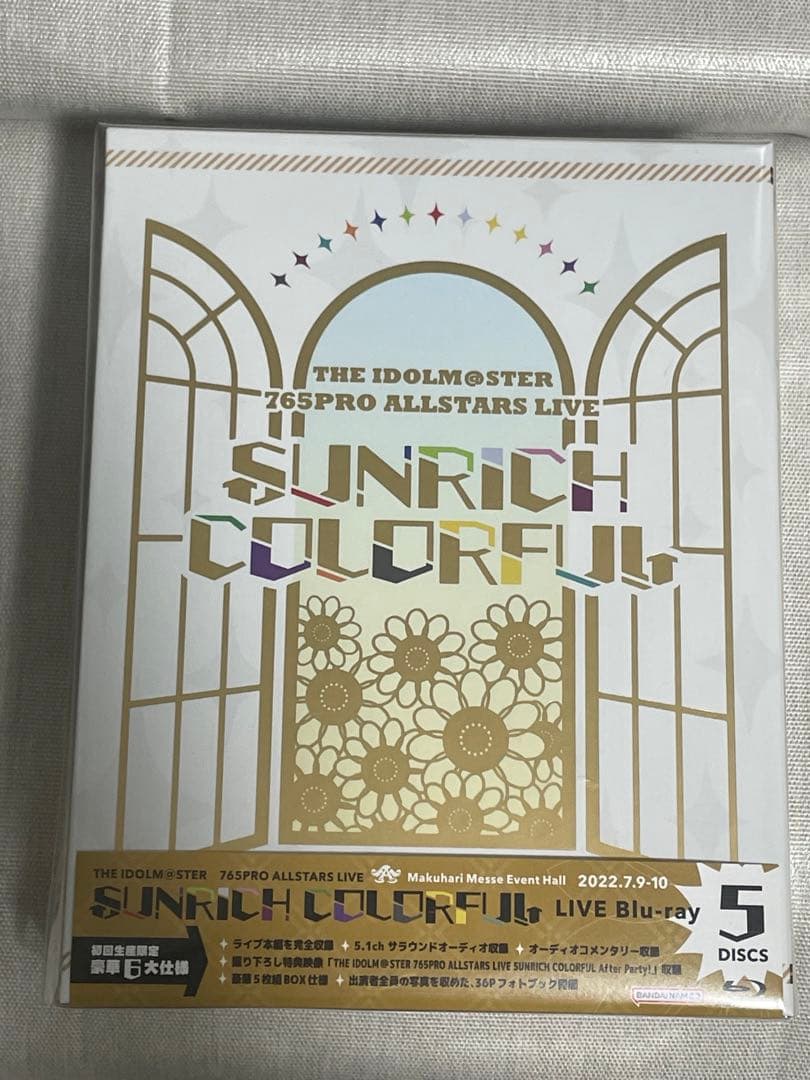 THE IDOLM@STER
765PRO ALLSTARS LIVE
SUNRICH
COLORFUL
THE IDOLM@STER 765PRO ALLSTARS LIVE Makuhari Messe Event Hall 2022.7.9-10
SUNRICH COLORFUL LIVE Blu-ray
5
DISCS
初回生産限定
豪華6大仕様
ライブ本編を完全収録 5.1ch サラウンドオーディオ収録 オーディオコメンタリー収録
撮り下ろし特典映像「THE IDOLM@STER 765PRO ALLSTARS LIVE SUNRICH COLORFUL After Party!」収録
豪華5枚組BOX仕様 出演者全員の写真を収めた、36Pフォトブック同梱
BANDAI NAMCO